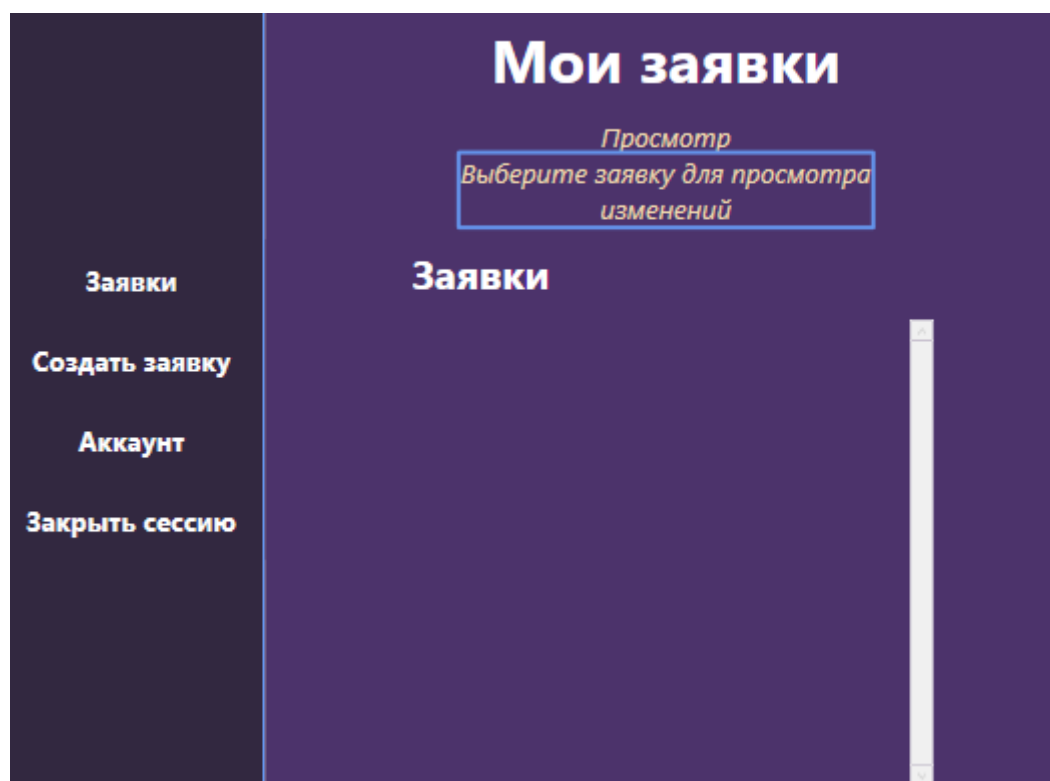 Мои заявки
Просмотр
Выберите заявку для просмотра
изменений
Заявки
Заявки
Создать заявку
Аккаунт
Закрыть сессию